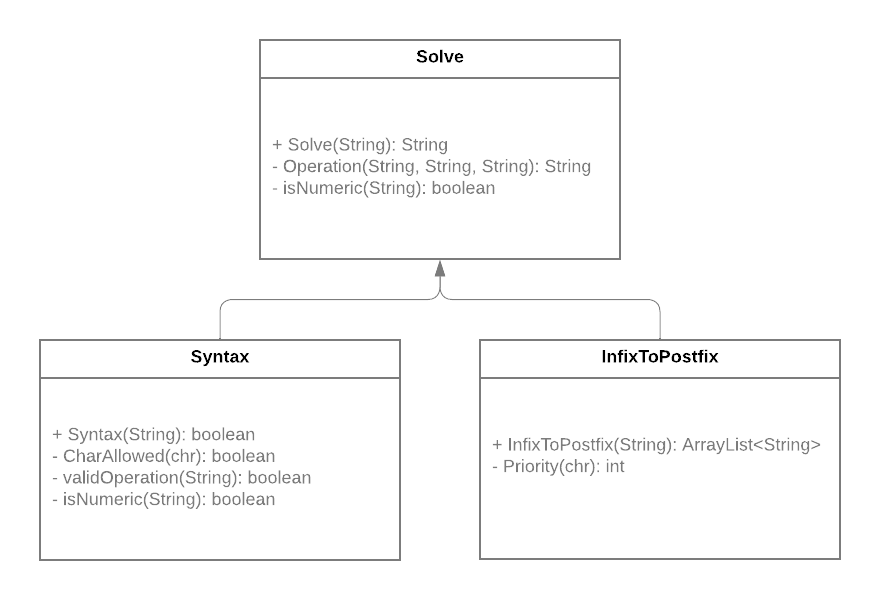 Solve
+ Solve(String): String
- Operation(String, String, String): String
- isNumeric(String): boolean
Syntax
+ Syntax(String): boolean
- CharAllowed(chr): boolean
- validOperation(String): boolean
- isNumeric(String): boolean
InfixToPostfix
+ InfixToPostfix(String): ArrayList<String>
- Priority(chr): int